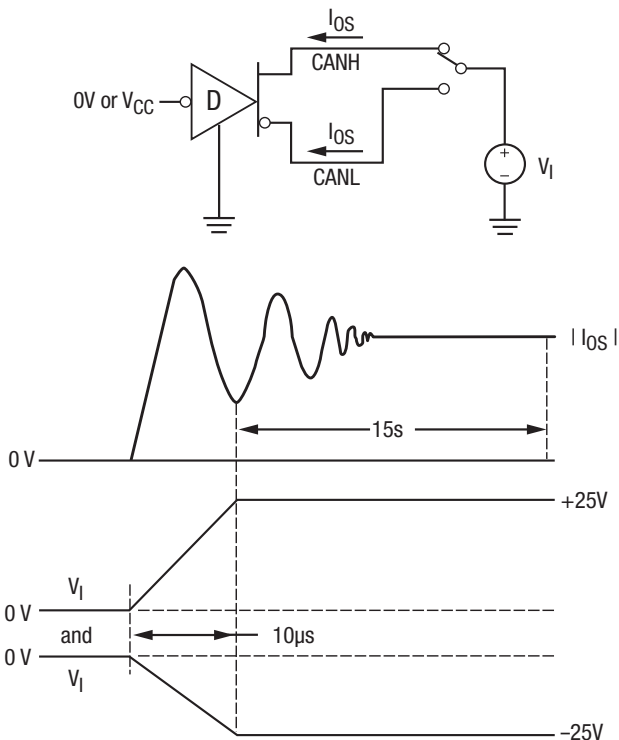 I_OS
CANH
0V or V_CC
D
I_OS
CANL
+
–
V_I
| I_OS |
15s
0 V
+25V
V_I
0 V
and
10µs
0 V
V_I
–25V